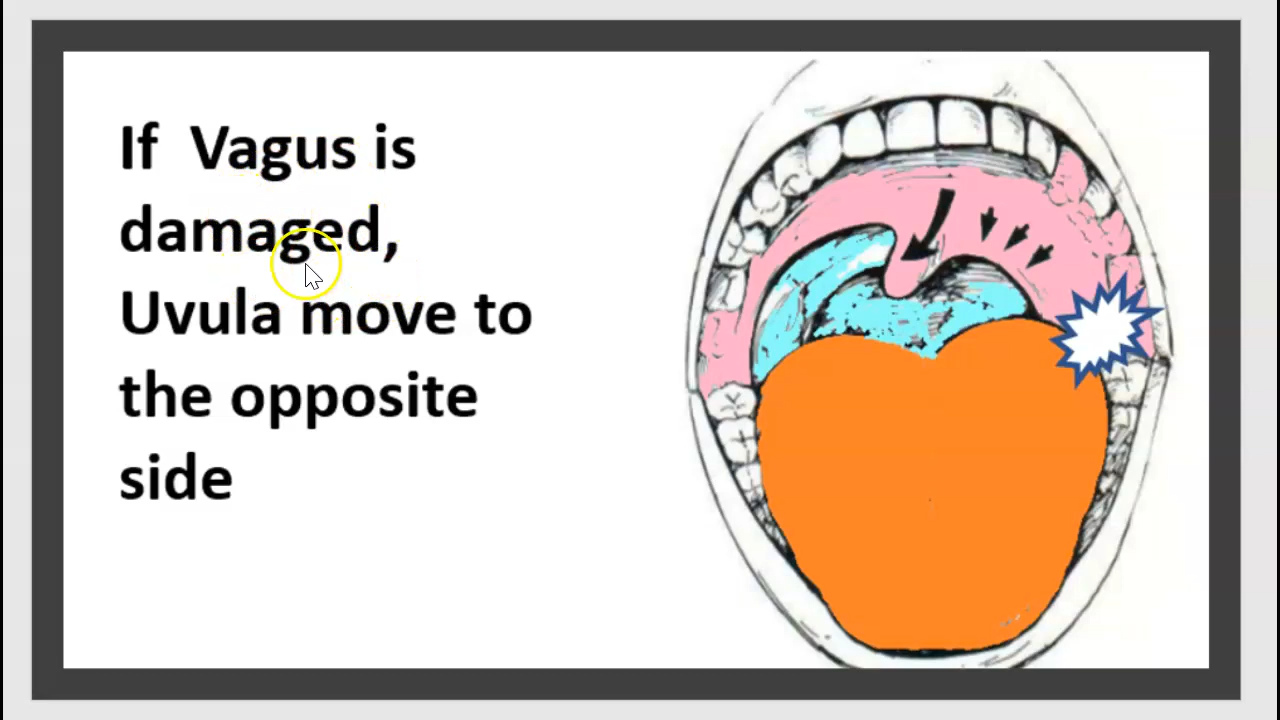 If Vagus is
damaged,
Uvula move to
the opposite
side